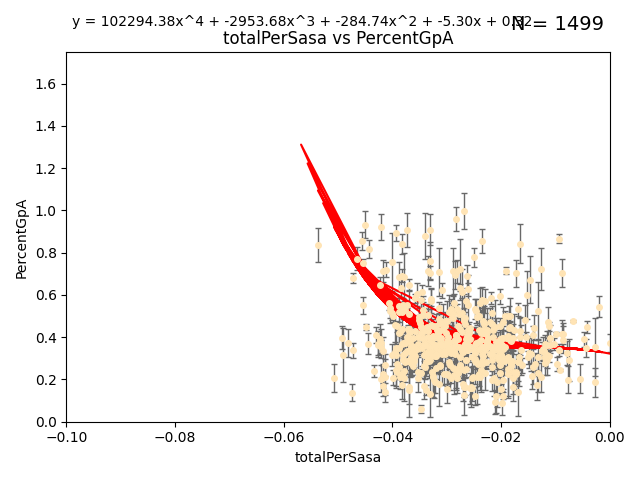 y = 102294.38x^4 + -2953.68x^3 + -284.74x^2 + -5.30x + 0.32
N = 1499
totalPerSasa vs PercentGpA
1.6
1.4
1.2
1.0
0.8
0.6
0.4
0.2
0.0
PercentGpA
−0.10 −0.08 −0.06 −0.04 −0.02 0.00
totalPerSasa